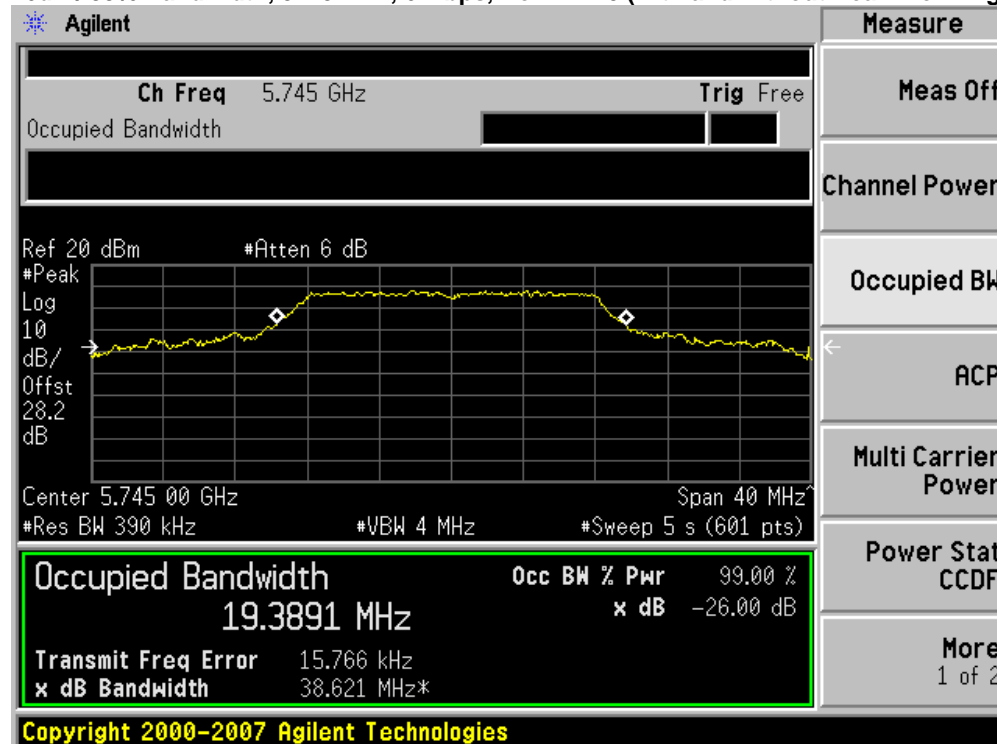 Agilent
Measure
Ch Freq 5.745 GHz Trig Free
Occupied Bandwidth
Meas Off
Channel Power
Occupied BW
ACP
Multi Carrier
Power
Power Stat
CCDF
More
1 of 2
Ref 20 dBm #Atten 6 dB
#Peak
Log
10
dB/
Offst
28.2
dB
Center 5.745 00 GHz Span 40 MHz^
#Res BW 390 kHz #VBW 4 MHz #Sweep 5 s (601 pts)
Occupied Bandwidth
19.3891 MHz
Occ BW % Pwr 99.00 %
x dB -26.00 dB
Transmit Freq Error 15.766 kHz
x dB Bandwidth 38.621 MHz*
Copyright 2000-2007 Agilent Technologies